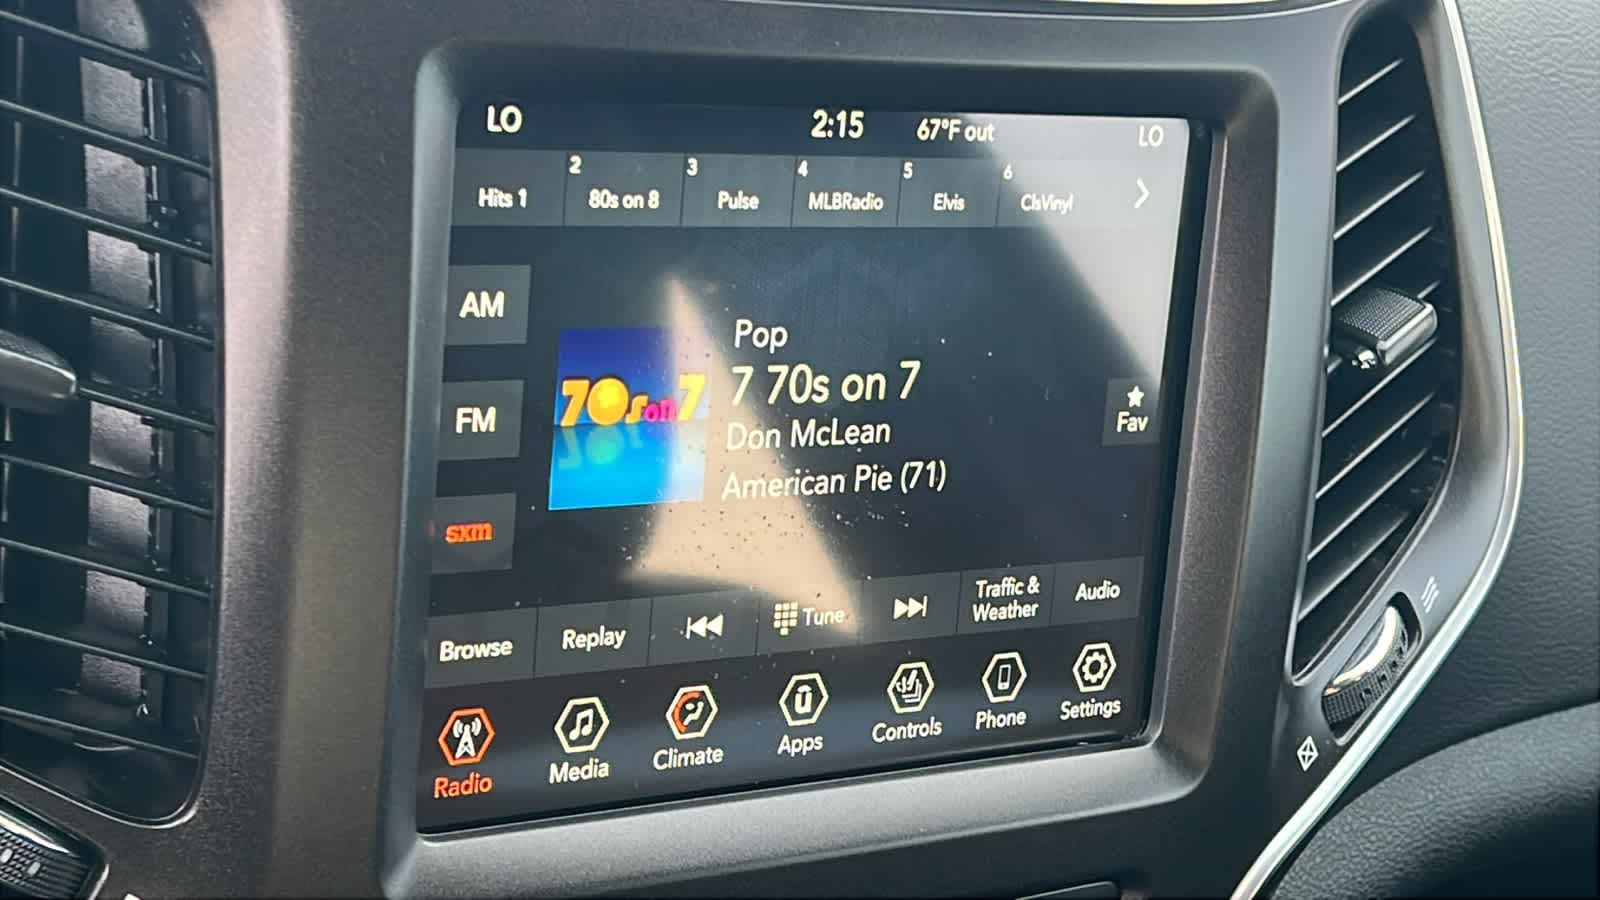 LO 2:15 67°F out LO
2 3 4 5 6
Hits 1 80s on 8 Pulse MLBRadio Elvis ClsVinyl
AM
Pop
70s on 7
7 70s on 7
Fav
FM
Don McLean
American Pie (71)
sxm
Browse Replay Tune Traffic & Weather Audio
Radio Media Climate Apps Controls Phone Settings